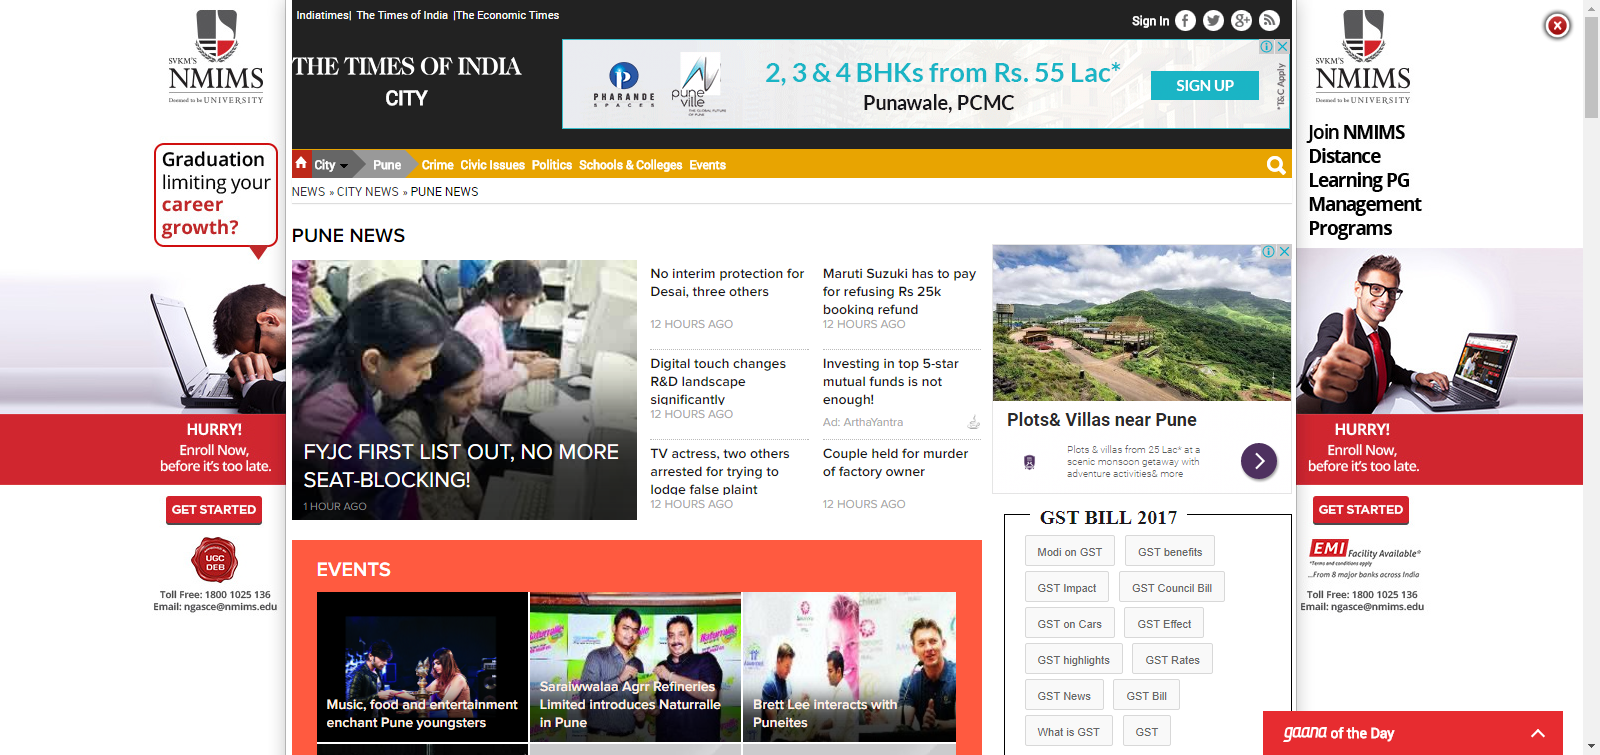 SVKM'S
NMIMS
Deemed to be UNIVERSITY
Graduation
limiting your
career
growth?
HURRY!
Enroll Now,
before it's too late.
GET STARTED
UGC
DEB
Toll Free: 1800 1025 136
Email: ngasce@nmims.edu
Indiatimes| The Times of India |The Economic Times
Sign In
THE TIMES OF INDIA
CITY
PHARANDE
SPACES
pune
ville
2, 3 & 4 BHKs from Rs. 55 Lac*
Punawale, PCMC
SIGN UP
*T&C Apply
City Pune Crime Civic Issues Politics Schools & Colleges Events
NEWS » CITY NEWS » PUNE NEWS
PUNE NEWS
FYJC FIRST LIST OUT, NO MORE
SEAT-BLOCKING!
1 HOUR AGO
No interim protection for
Desai, three others
12 HOURS AGO
Maruti Suzuki has to pay
for refusing Rs 25k
booking refund
12 HOURS AGO
Digital touch changes
R&D landscape
significantly
12 HOURS AGO
Investing in top 5-star
mutual funds is not
enough!
Ad: ArthaYantra
TV actress, two others
arrested for trying to
lodge false plaint
12 HOURS AGO
Couple held for murder
of factory owner
12 HOURS AGO
Plots& Villas near Pune
Plots & villas from 25 Lac* at a
scenic monsoon getaway with
adventure activities& more
EVENTS
Music, food and entertainment
enchant Pune youngsters
Saraiwwalaa Agrr Refineries
Limited introduces Naturralle
in Pune
Brett Lee interacts with
Puneites
GST BILL 2017
Modi on GST
GST benefits
GST Impact
GST Council Bill
GST on Cars
GST Effect
GST highlights
GST Rates
GST News
GST Bill
What is GST
GST
SVKM'S
NMIMS
Deemed to be UNIVERSITY
Join NMIMS
Distance
Learning PG
Management
Programs
HURRY!
Enroll Now,
before it's too late.
GET STARTED
EMI Facility Available*
*Terms and conditions apply
...From 8 major banks across India
Toll Free: 1800 1025 136
Email: ngasce@nmims.edu
gaana of the Day